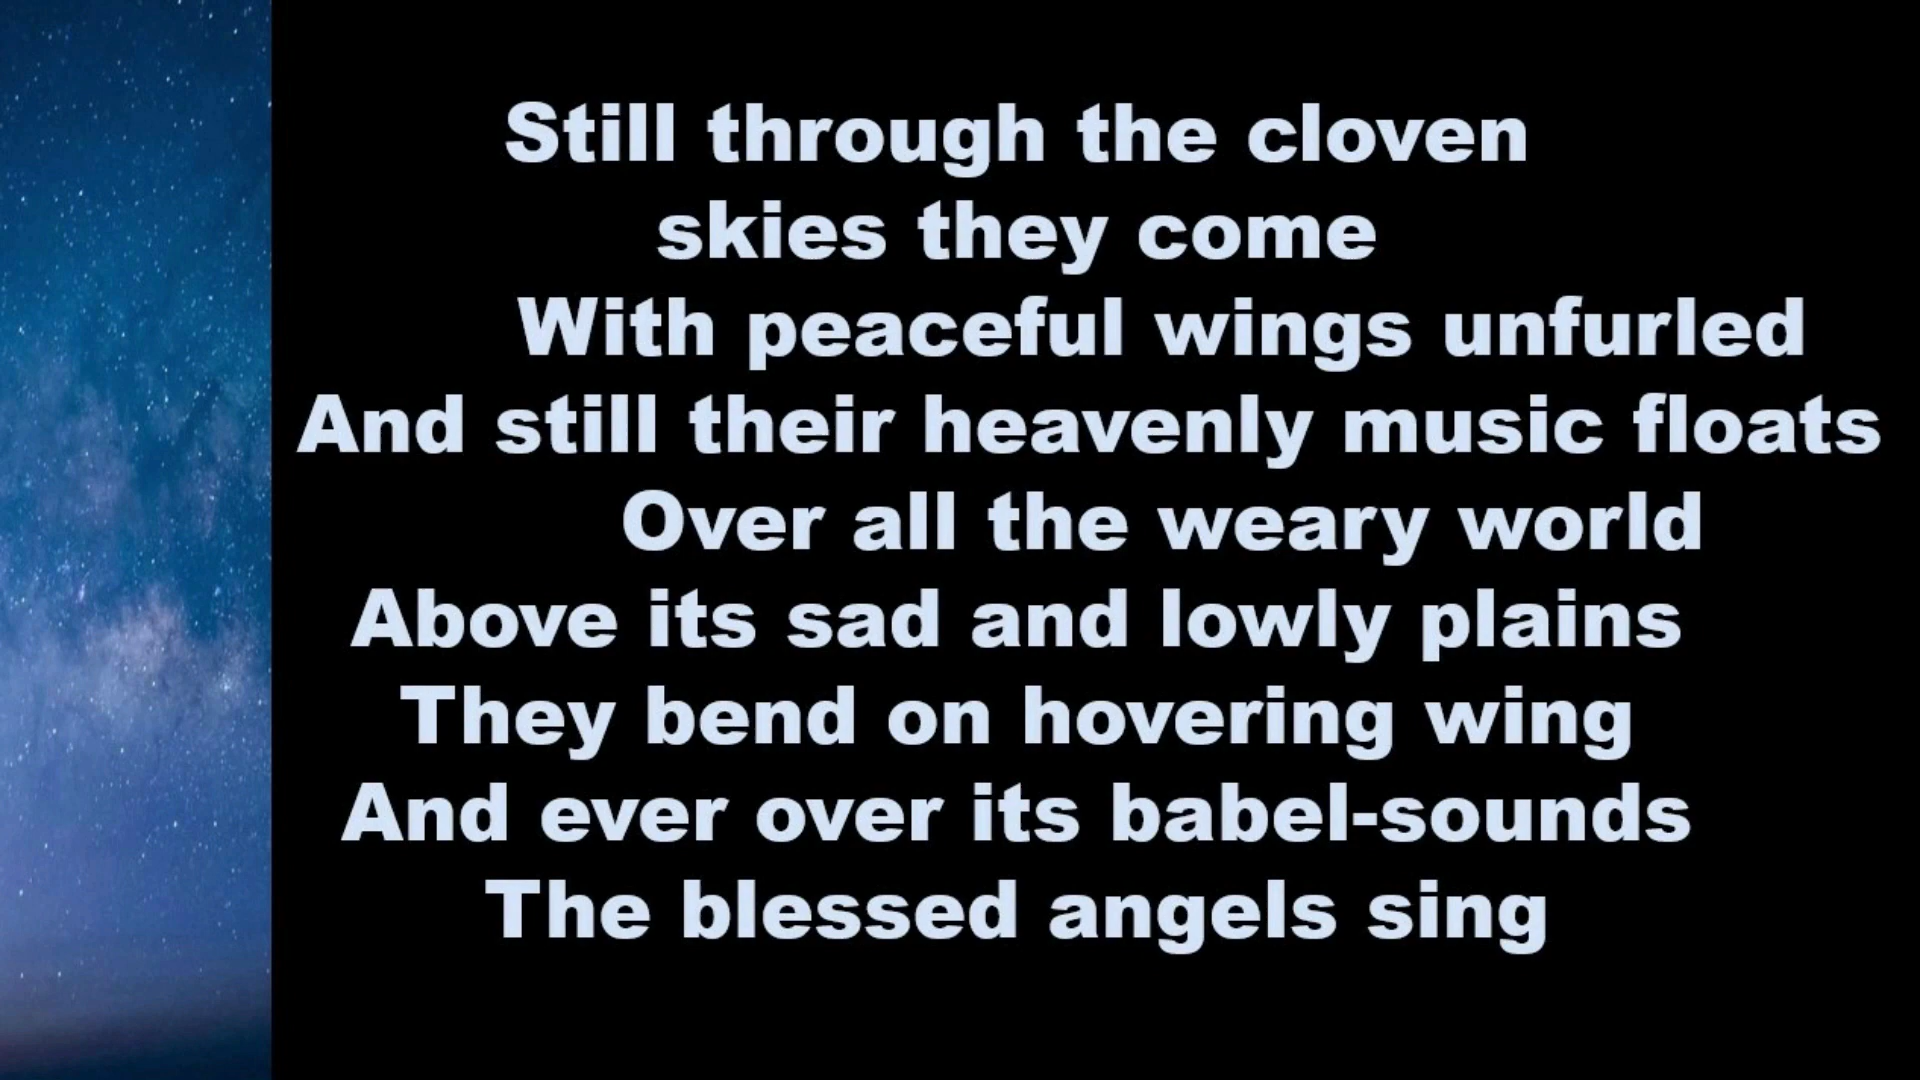 Still through the cloven
skies they come
With peaceful wings unfurled
And still their heavenly music floats
Over all the weary world
Above its sad and lowly plains
They bend on hovering wing
And ever over its babel-sounds
The blessed angels sing